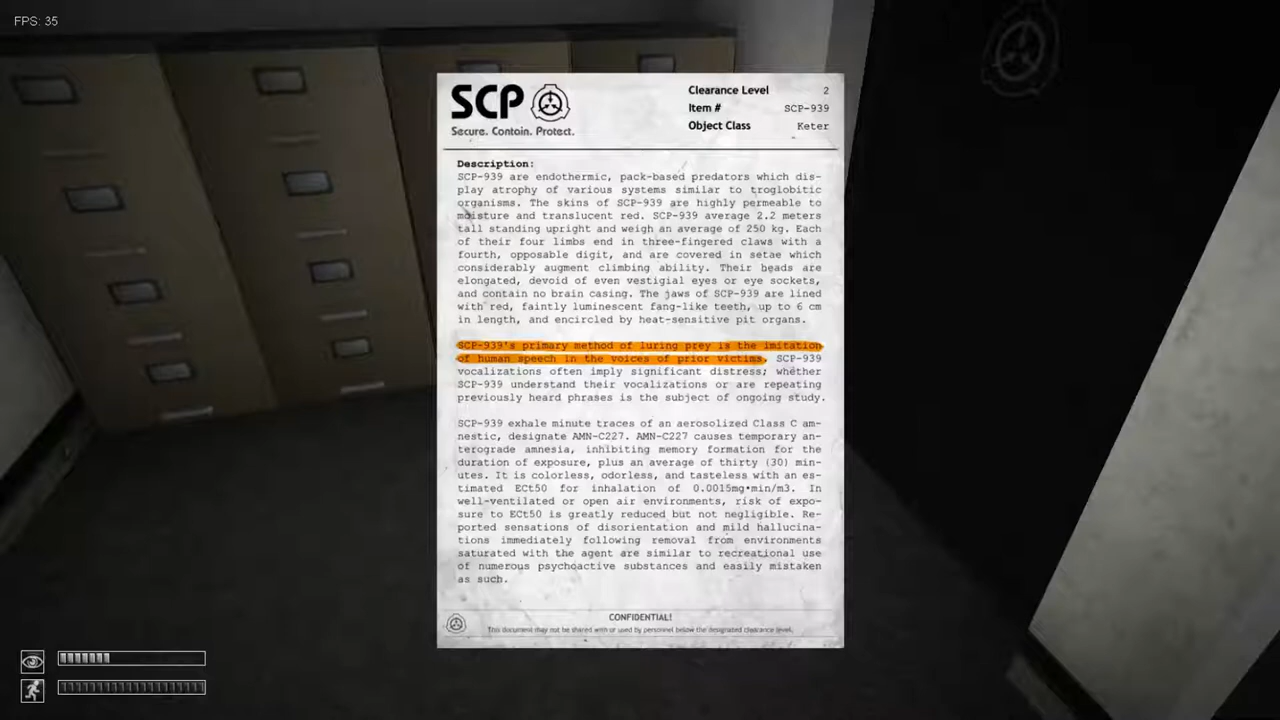 FPS: 35
SCP
Secure. Contain. Protect.
Clearance Level 2
Item # SCP-939
Object Class Keter
Description:
SCP-939 are endothermic, pack-based predators which dis-
play atrophy of various systems similar to troglobitic
organisms. The skins of SCP-939 are highly permeable to
moisture and translucent red. SCP-939 average 2.2 meters
tall standing upright and weigh an average of 250 kg. Each
of their four limbs end in three-fingered claws with a
fourth, opposable digit, and are covered in setae which
considerably augment climbing ability. Their heads are
elongated, devoid of even vestigial eyes or eye sockets,
and contain no brain casing. The jaws of SCP-939 are lined
with red, faintly luminescent fang-like teeth, up to 6 cm
in length, and encircled by heat-sensitive pit organs.
SCP-939's primary method of luring prey is the imitation
of human speech in the voices of prior victims. SCP-939
vocalizations often imply significant distress; whether
SCP-939 understand their vocalizations or are repeating
previously heard phrases is the subject of ongoing study.
SCP-939 exhale minute traces of an aerosolized Class C am-
nestic, designate AMN-C227. AMN-C227 causes temporary an-
terograde amnesia, inhibiting memory formation for the
duration of exposure, plus an average of thirty (30) min-
utes. It is colorless, odorless, and tasteless with an es-
timated ECt50 for inhalation of 0.0015mg•min/m3. In
well-ventilated or open air environments, risk of expo-
sure to ECt50 is greatly reduced but not negligible. Re-
ported sensations of disorientation and mild hallucina-
tions immediately following removal from environments
saturated with the agent are similar to recreational use
of numerous psychoactive substances and easily mistaken
as such.
CONFIDENTIAL!
This document may not be shared with or used by personnel below the designated clearance level.